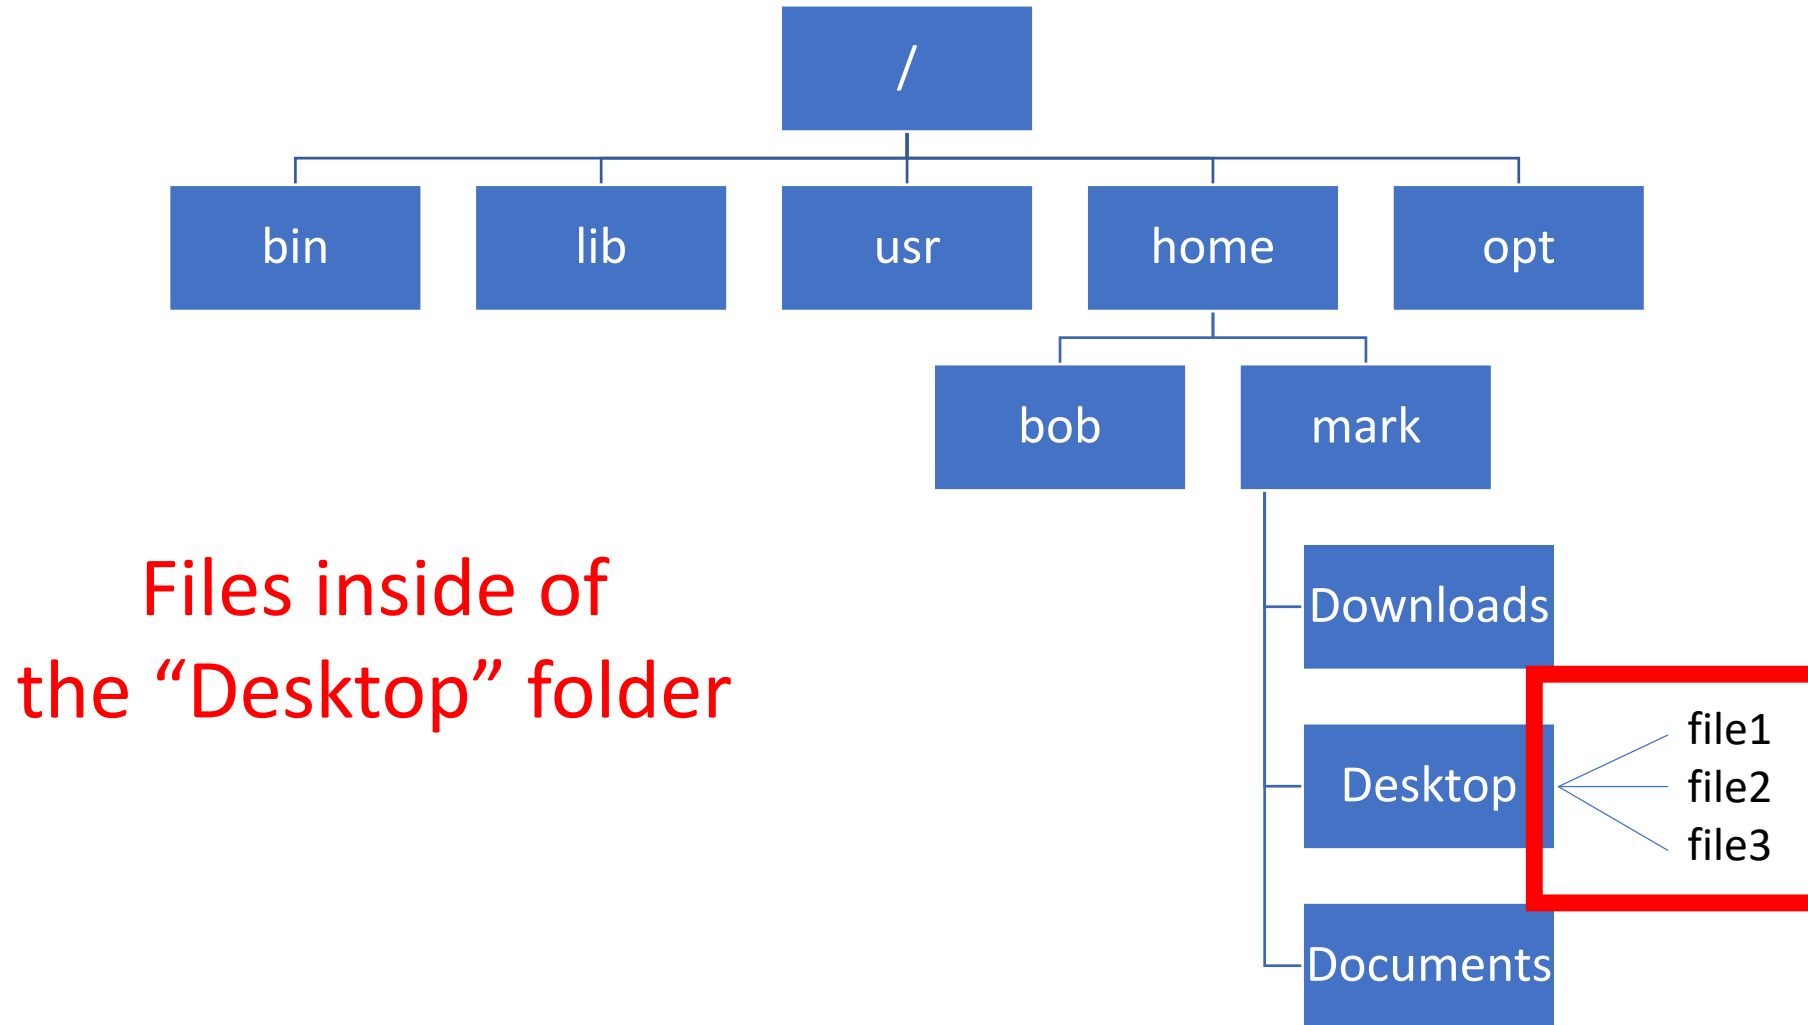 /
bin
lib
usr
home
opt
bob
mark
Files inside of
the “Desktop” folder
Downloads
Desktop
file1
file2
file3
Documents